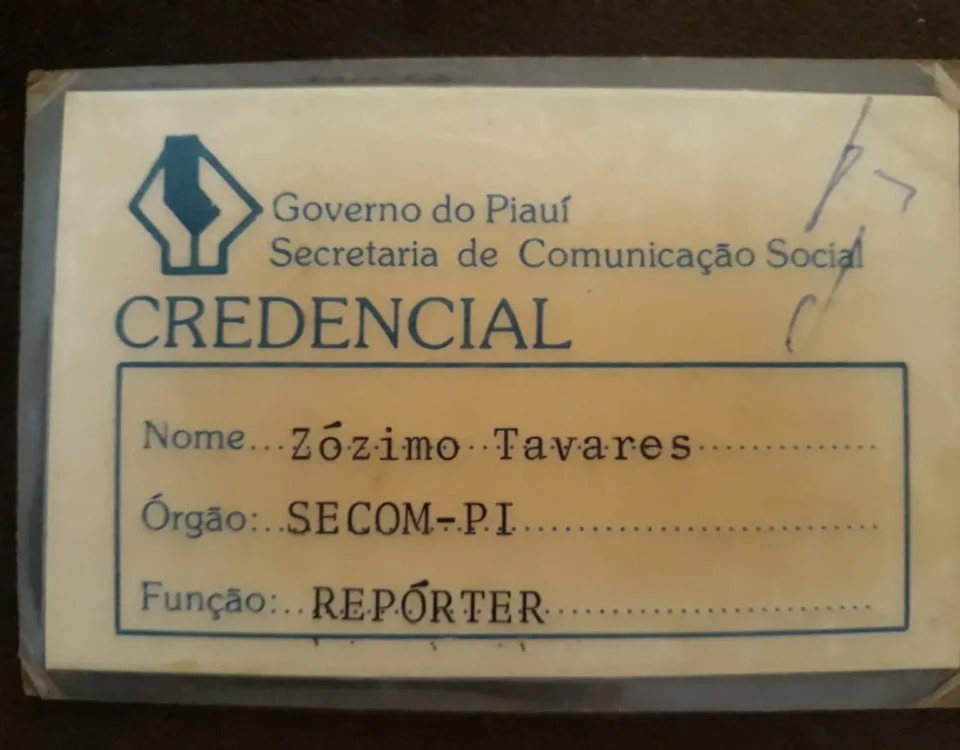 Governo do Piauí
Secretaria de Comunicação Social
CREDENCIAL
Nome...Zózimo Tavares
Órgão:..SECOM-PI
Função:..REPÓRTER